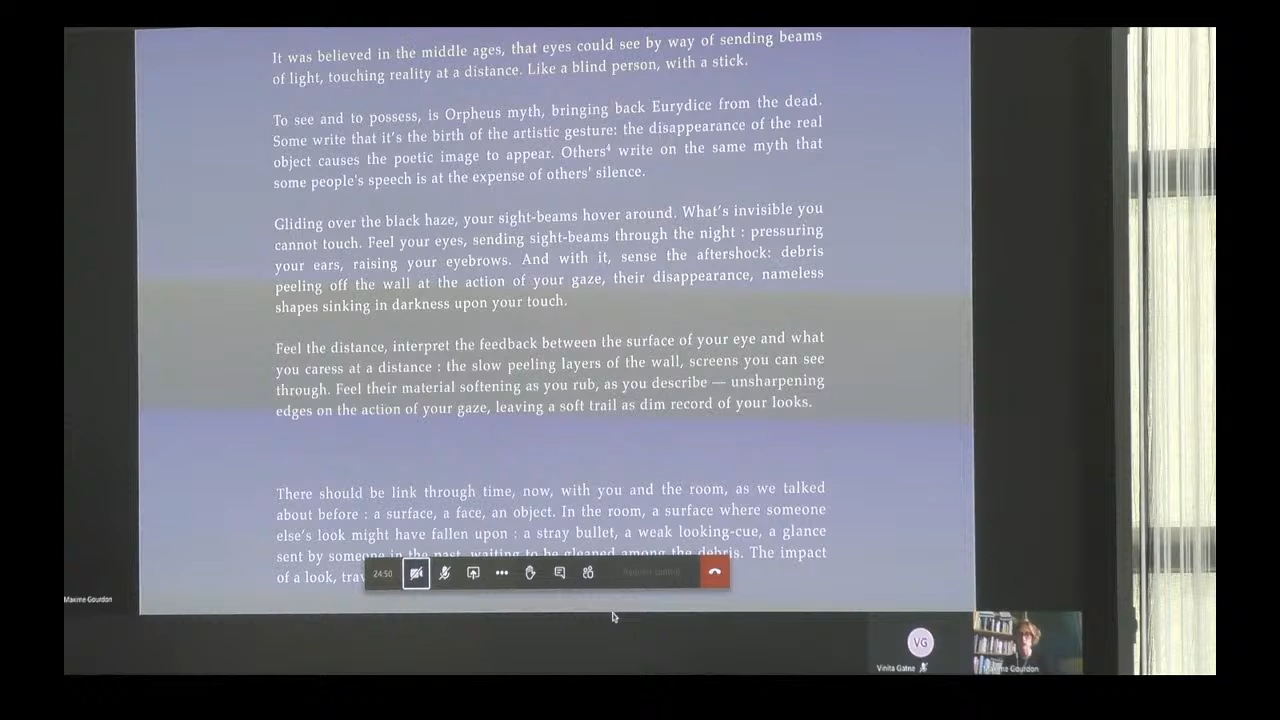 It was believed in the middle ages, that eyes could see by way of sending beams
of light, touching reality at a distance. Like a blind person, with a stick.
To see and to possess, is Orpheus myth, bringing back Eurydice from the dead.
Some write that it's the birth of the artistic gesture: the disappearance of the real
object causes the poetic image to appear. Others⁴ write on the same myth that
some people's speech is at the expense of others' silence.
Gliding over the black haze, your sight-beams hover around. What's invisible you
cannot touch. Feel your eyes, sending sight-beams through the night : pressuring
your ears, raising your eyebrows. And with it, sense the aftershock: debris
peeling off the wall at the action of your gaze, their disappearance, nameless
shapes sinking in darkness upon your touch.
Feel the distance, interpret the feedback between the surface of your eye and what
you caress at a distance : the slow peeling layers of the wall, screens you can see
through. Feel their material softening as you rub, as you describe — unsharpening
edges on the action of your gaze, leaving a soft trail as dim record of your looks.
There should be link through time, now, with you and the room, as we talked
about before : a surface, a face, an object. In the room, a surface where someone
else's look might have fallen upon : a stray bullet, a weak looking-cue, a glance
sent by someone in the past, waiting to be gleaned among the debris. The impact
of a look,
24:50
Request control
Maxime Gourdon
VG
Vinita Gatne
Maxime Gourdon